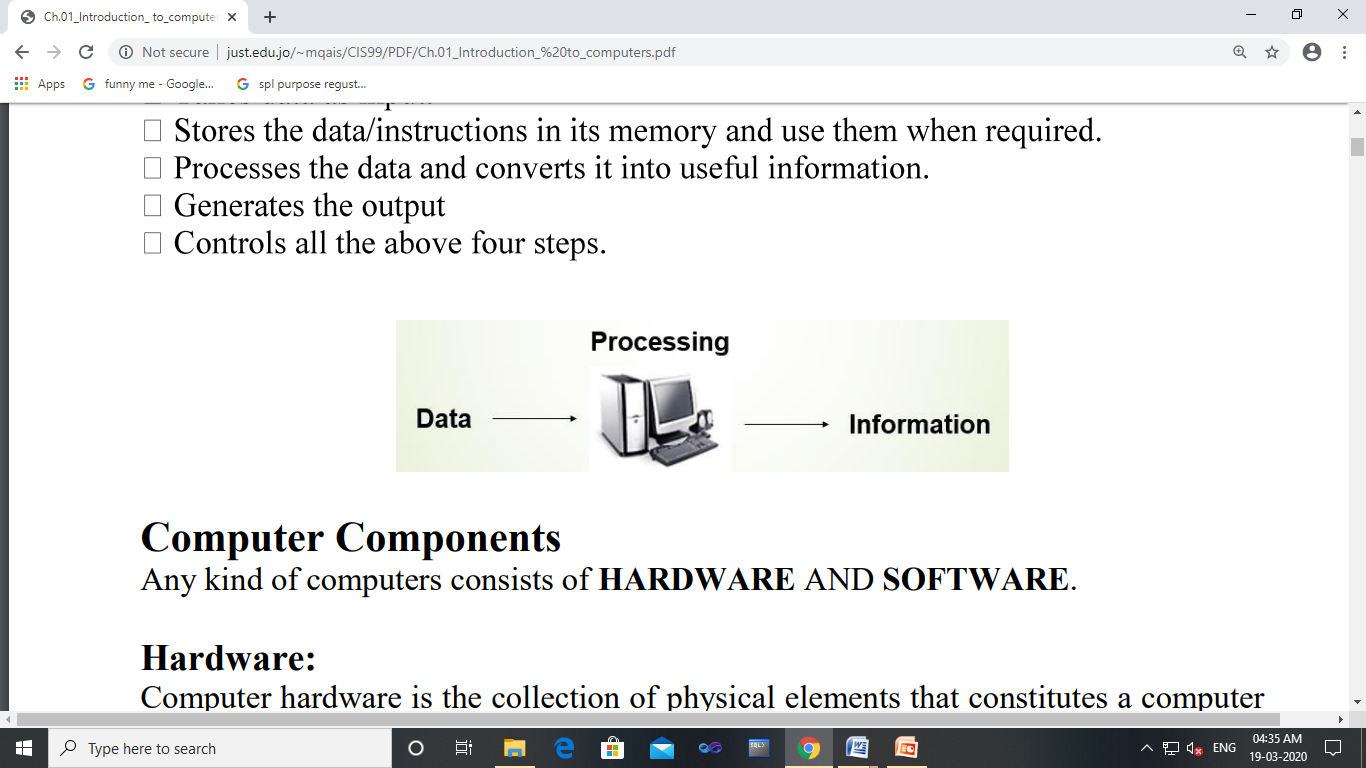 Ch.01_Introduction_ to_compute
Not secure
just.edu.jo/~mqais/CIS99/PDF/Ch.01_Introduction_%20to_computers.pdf
Apps
funny me - Google...
spl purpose regust...
Stores the data/instructions in its memory and use them when required.
Processes the data and converts it into useful information.
Generates the output
Controls all the above four steps.
Processing
Data
Information
Computer Components
Any kind of computers consists of HARDWARE AND SOFTWARE.
Hardware:
Computer hardware is the collection of physical elements that constitutes a computer
Type here to search
ENG
04:35 AM
19-03-2020